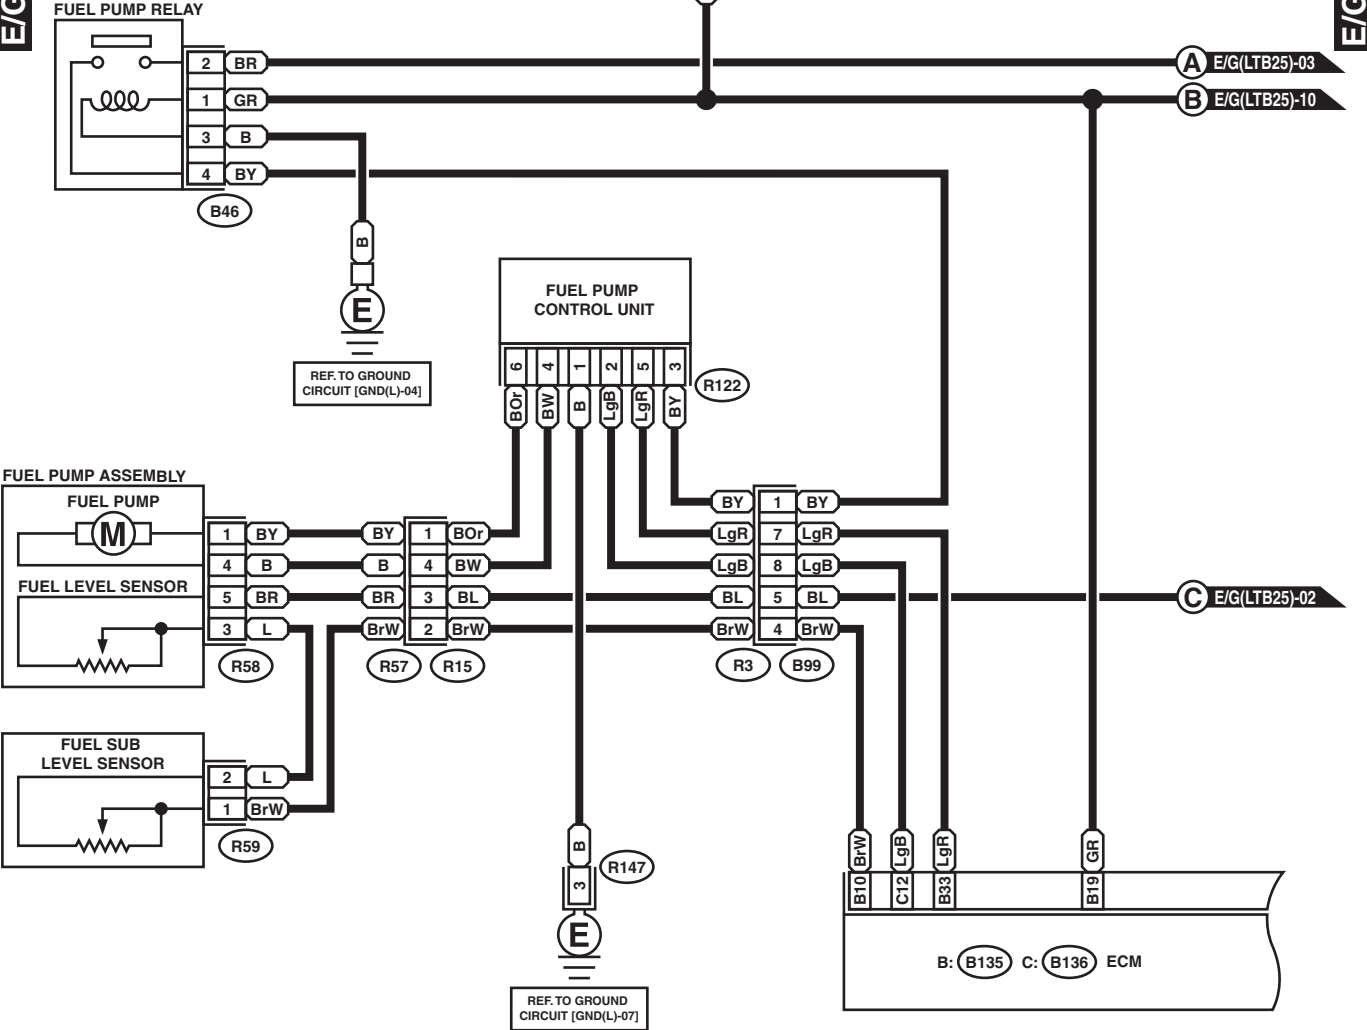 E/G
E/G
FUEL PUMP RELAY
2 BR
A E/G(LTB25)-03
1 GR
B E/G(LTB25)-10
3 B
4 BY
B46
B
E
REF. TO GROUND
CIRCUIT [GND(L)-04]
FUEL PUMP
CONTROL UNIT
6 4 1 2 5 3
R122
BOr BW B LgB LgR BY
FUEL PUMP ASSEMBLY
FUEL PUMP
M
BY 1 BY
1 BY BY 1 BOr LgR 7 LgR
4 B B 4 BW LgB 8 LgB
FUEL LEVEL SENSOR
5 BR BR 3 BL BL 5 BL
C E/G(LTB25)-02
3 L BrW 2 BrW BrW 4 BrW
R58 R57 R15 R3 B99
FUEL SUB
LEVEL SENSOR
2 L
1 BrW
R59
B
R147
3
E
REF. TO GROUND
CIRCUIT [GND(L)-07]
BrW LgB LgR GR
B10 C12 B33 B19
B: B135 C: B136 ECM